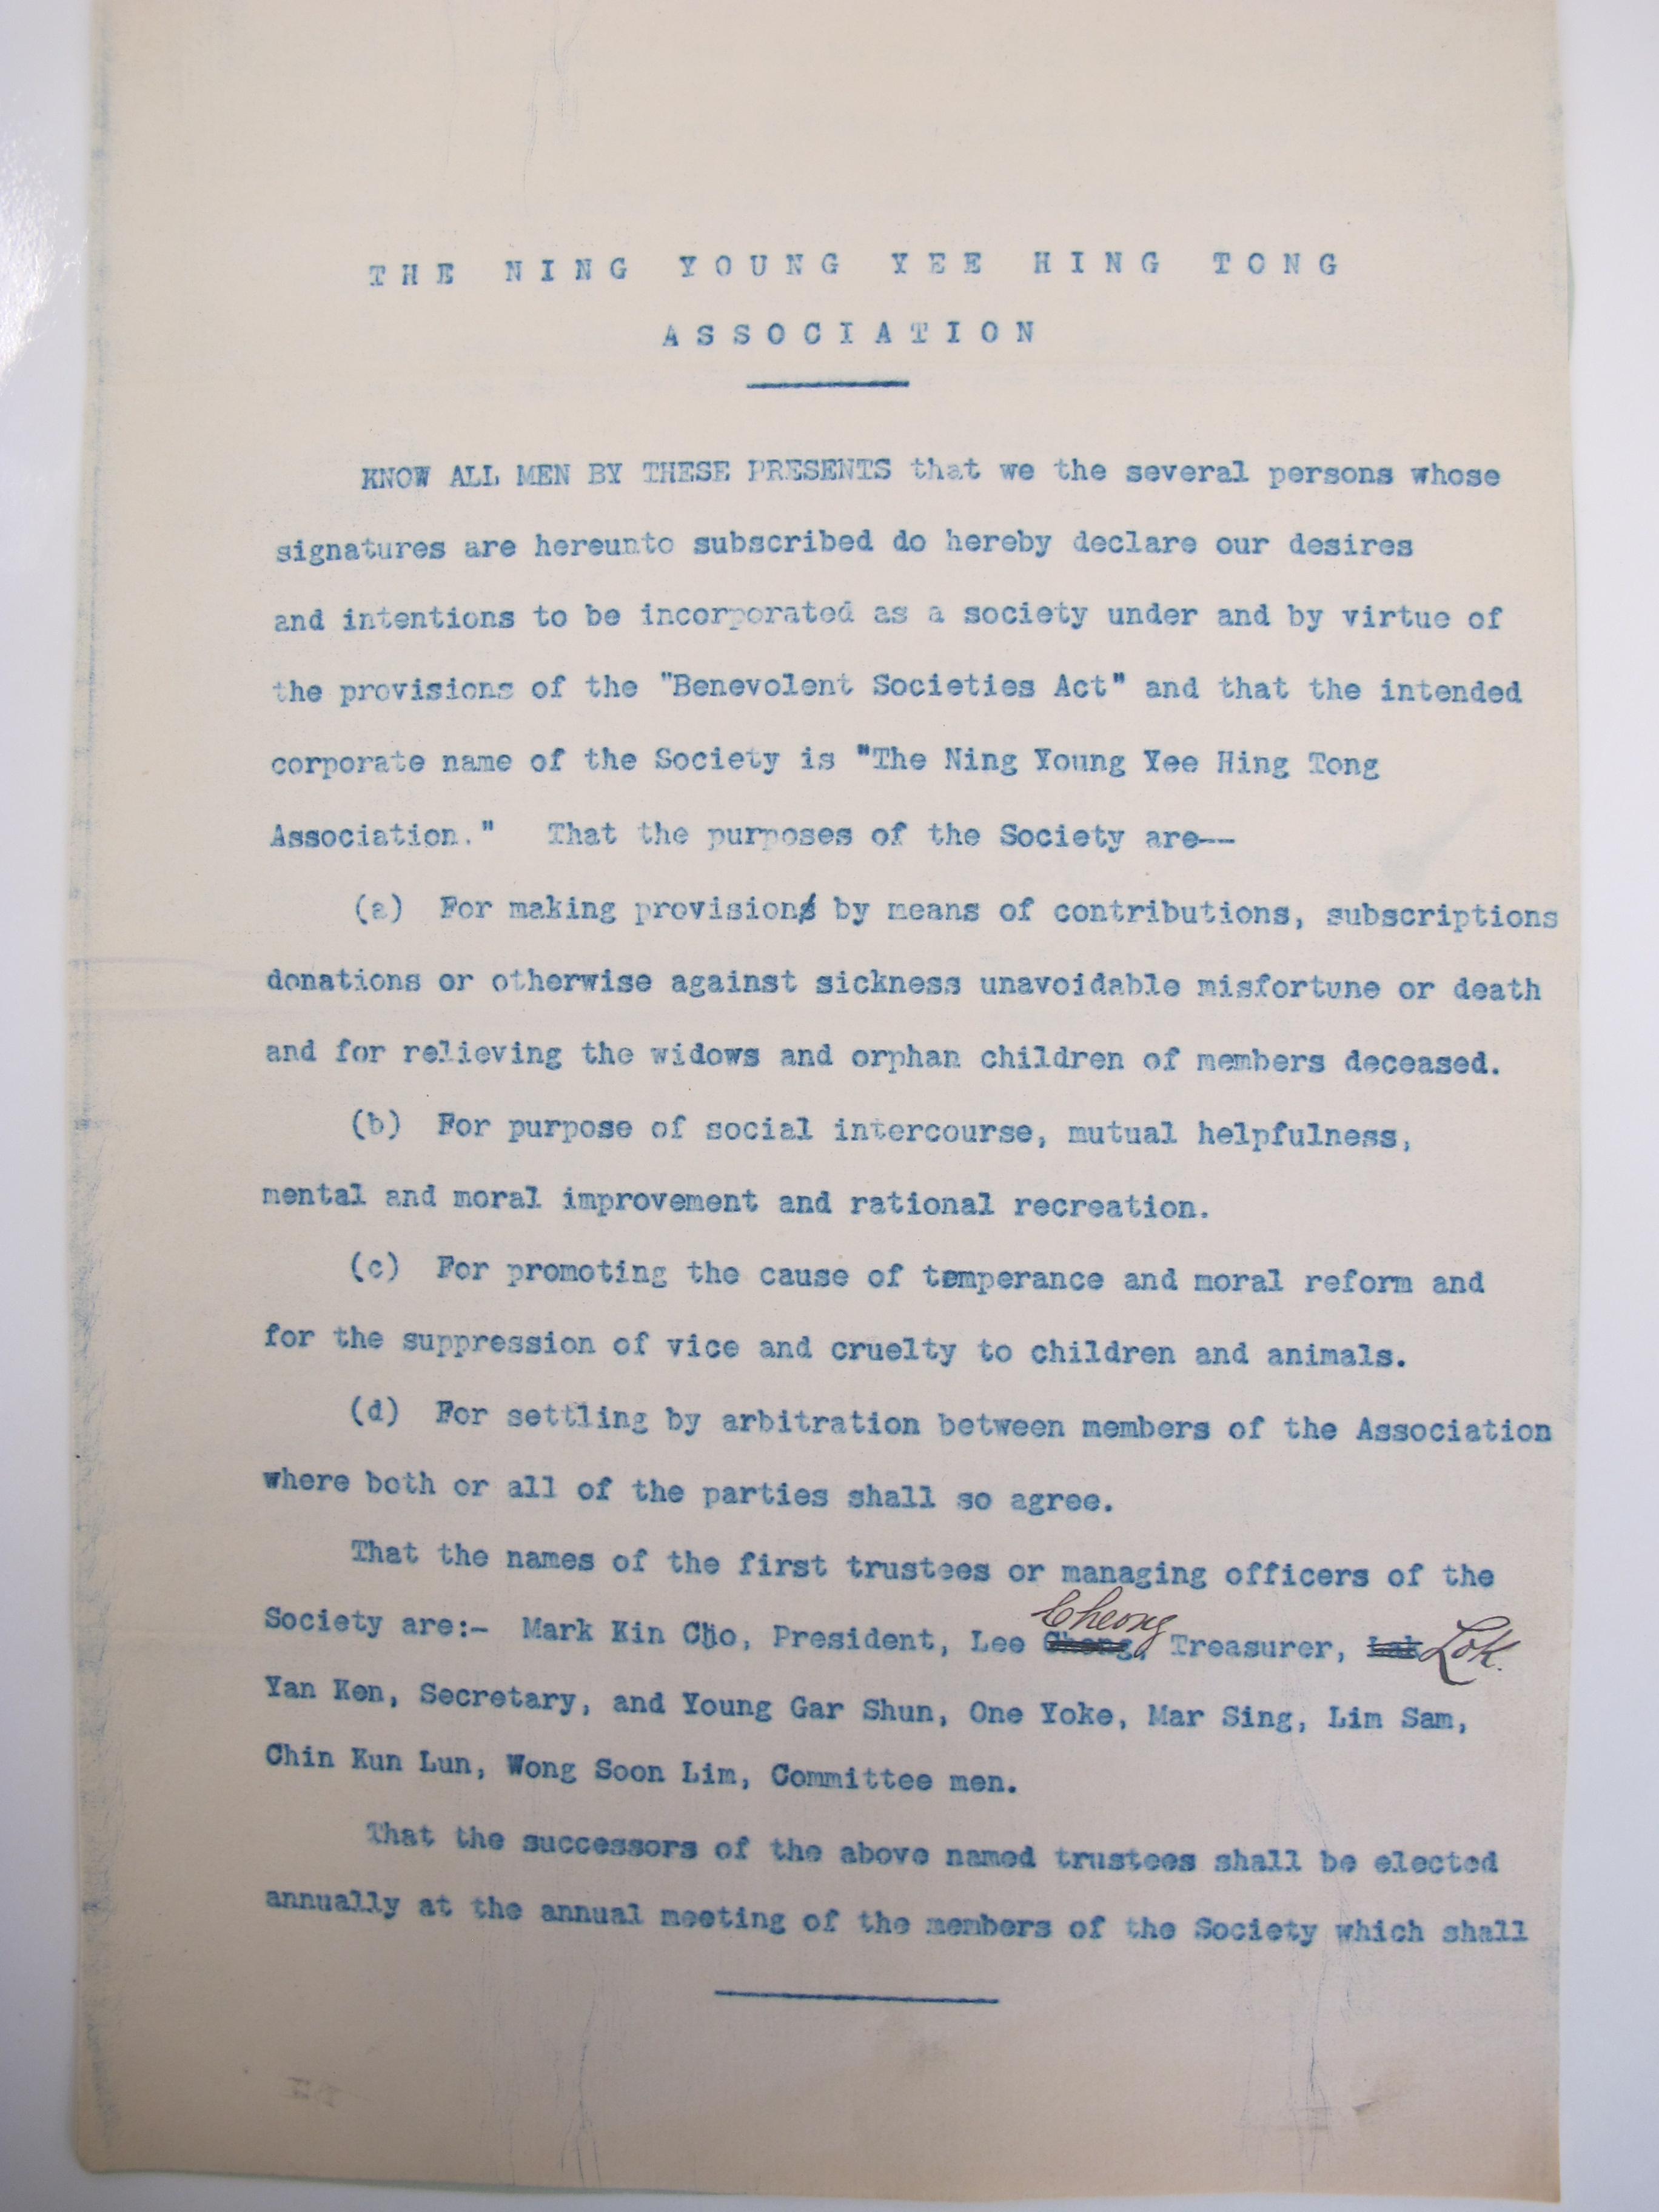 THE NING YOUNG YEE HING TONG
ASSOCIATION
KNOW ALL MEN BY THESE PRESENTS that we the several persons whose
signatures are hereunto subscribed do hereby declare our desires
and intentions to be incorporated as a society under and by virtue of
the provisions of the "Benevolent Societies Act" and that the intended
corporate name of the Society is "The Ning Young Yee Hing Tong
Association." That the purposes of the Society are--
(a) For making provision by means of contributions, subscriptions
donations or otherwise against sickness unavoidable misfortune or death
and for relieving the widows and orphan children of members deceased.
(b) For purpose of social intercourse, mutual helpfulness,
mental and moral improvement and rational recreation.
(c) For promoting the cause of temperance and moral reform and
for the suppression of vice and cruelty to children and animals.
(d) For settling by arbitration between members of the Association
where both or all of the parties shall so agree.
That the names of the first trustees or managing officers of the
Society are:- Mark Kin Cho, President, Lee Cheong, Treasurer, Lok
Yan Ken, Secretary, and Young Gar Shun, One Yoke, Mar Sing, Lim Sam,
Chin Kun Lun, Wong Soon Lim, Committee men.
That the successors of the above named trustees shall be elected
annually at the annual meeting of the members of the Society which shall